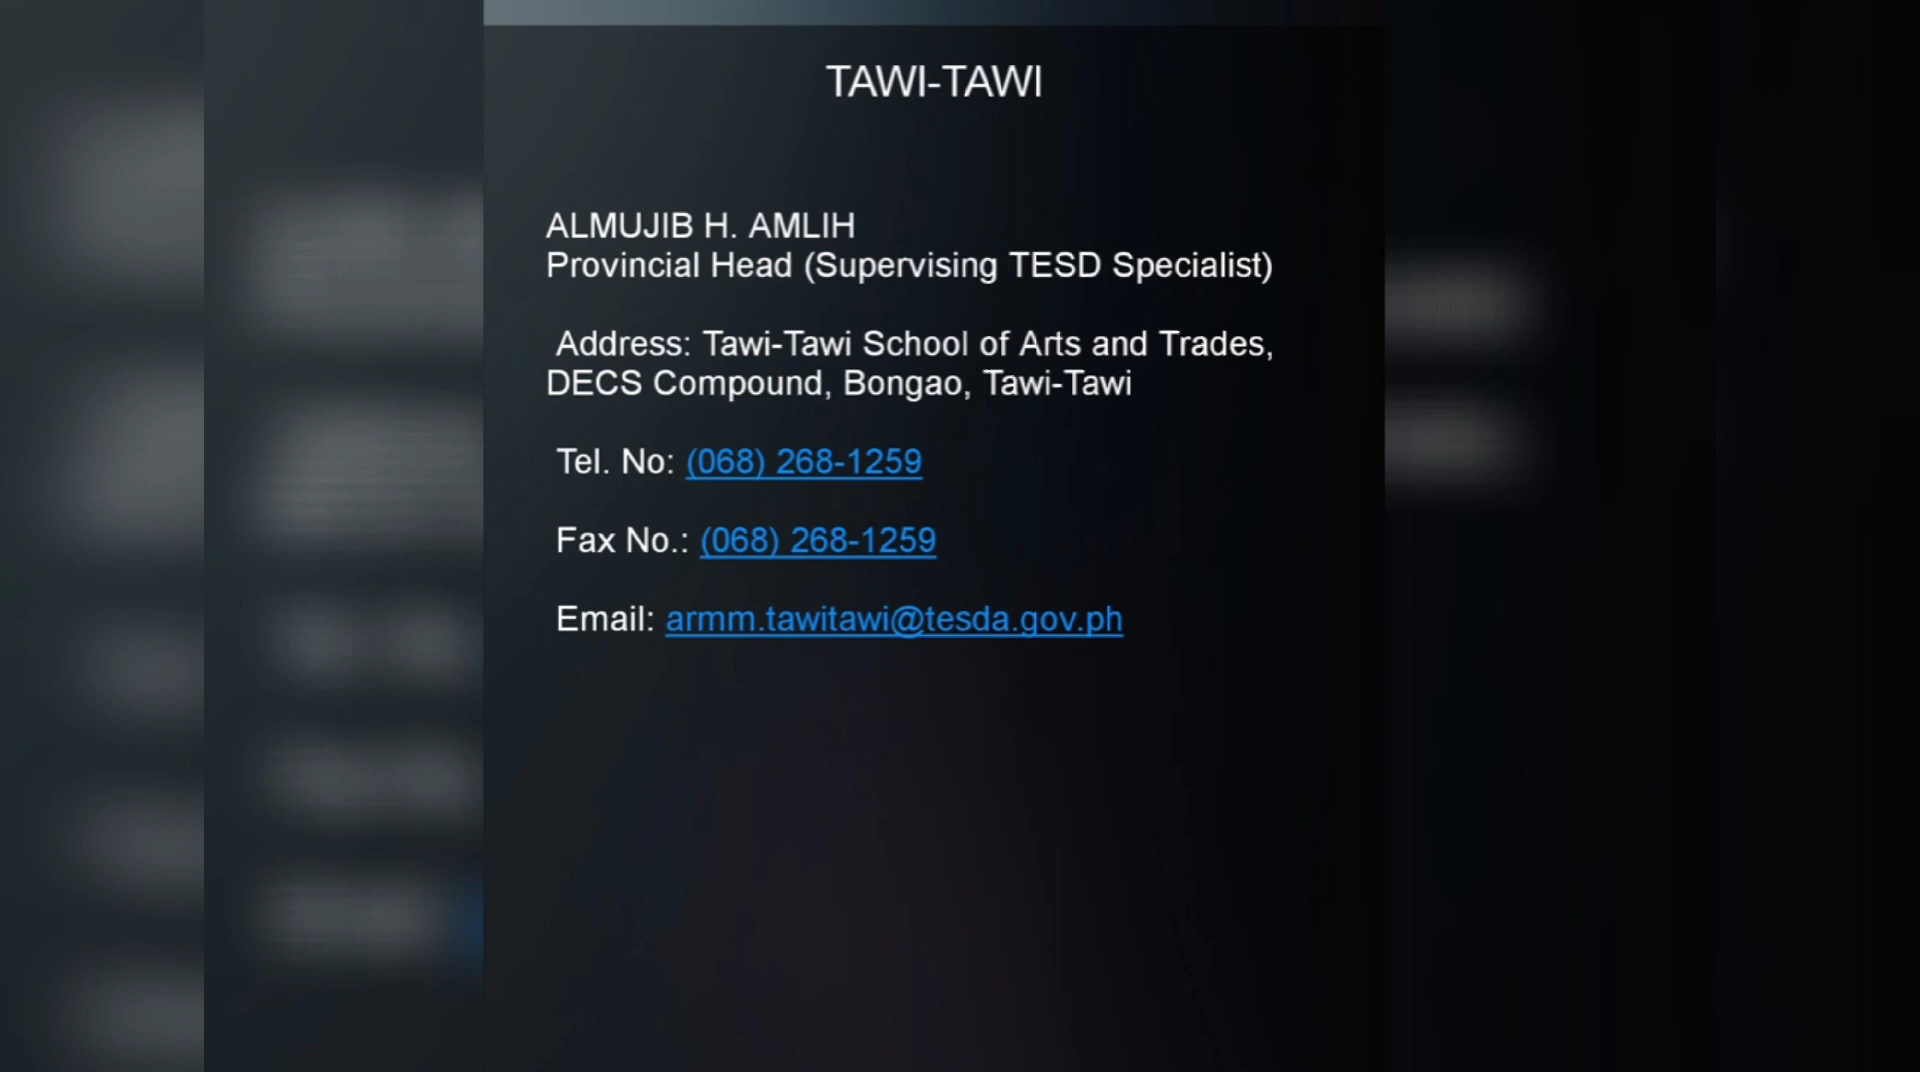 TAWI-TAWI
ALMUJIB H. AMLIH
Provincial Head (Supervising TESD Specialist)
Address: Tawi-Tawi School of Arts and Trades,
DECS Compound, Bongao, Tawi-Tawi
Tel. No: (068) 268-1259
Fax No.: (068) 268-1259
Email: armm.tawitawi@tesda.gov.ph